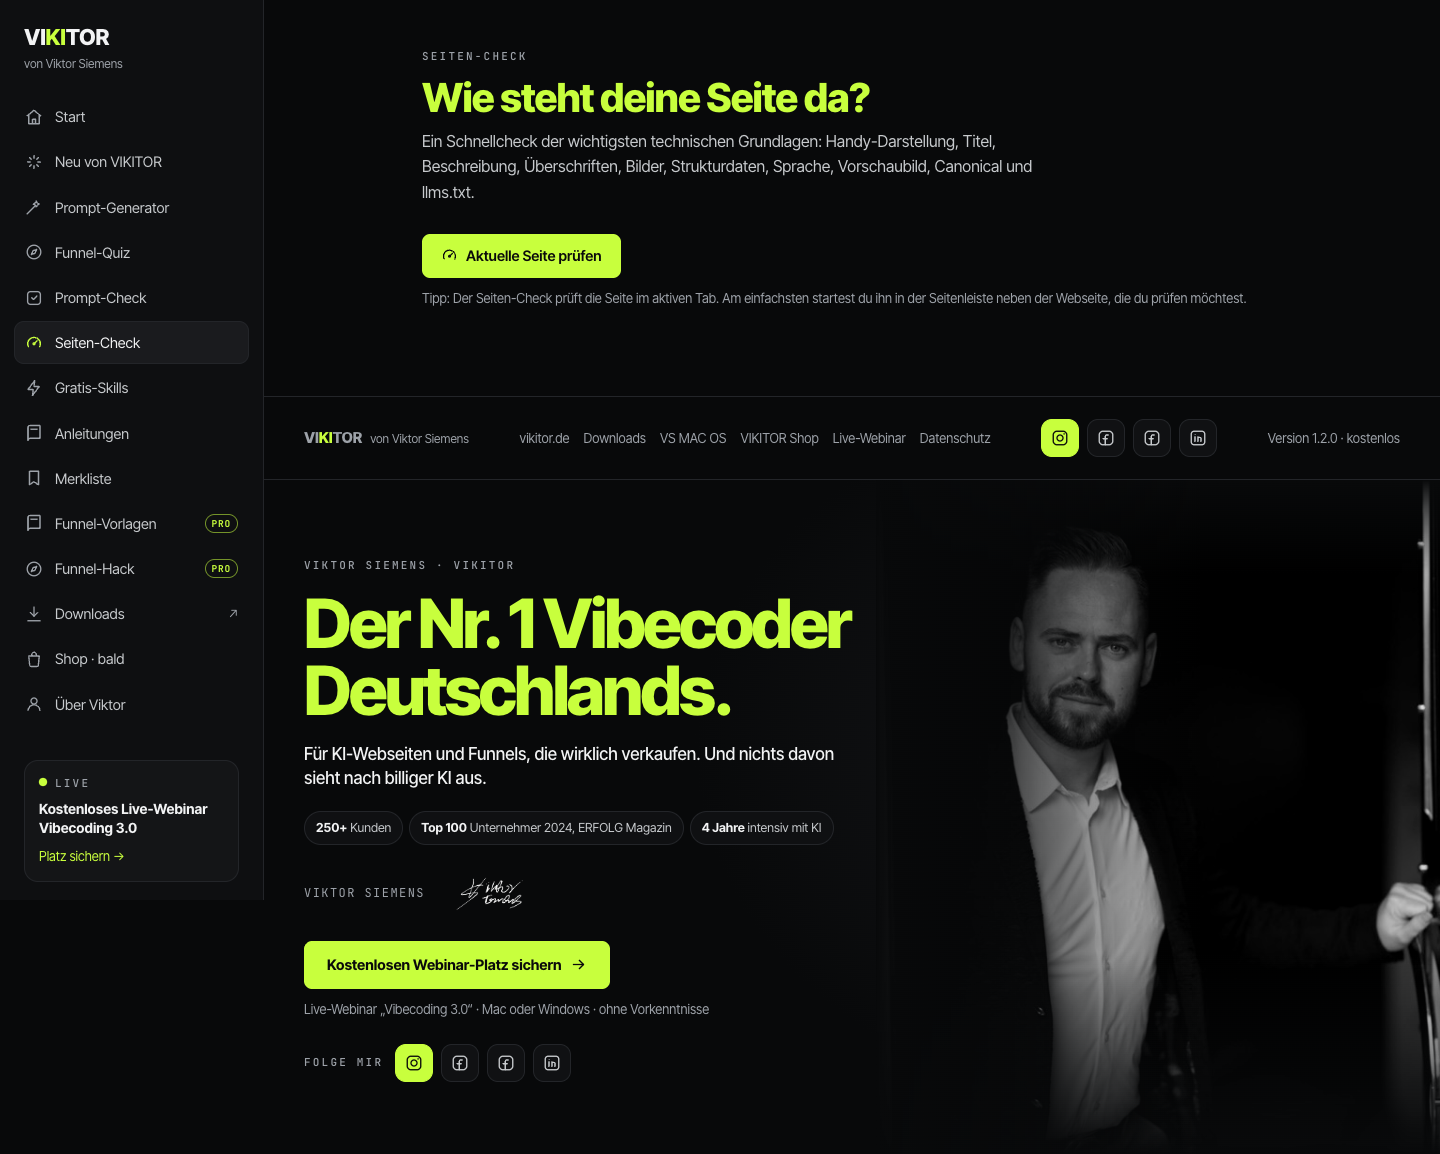 VIKITOR
von Viktor Siemens
Start
Neu von VIKITOR
Prompt-Generator
Funnel-Quiz
Prompt-Check
Seiten-Check
Gratis-Skills
Anleitungen
Merkliste
Funnel-Vorlagen PRO
Funnel-Hack PRO
Downloads
Shop · bald
Über Viktor
LIVE
Kostenloses Live-Webinar
Vibecoding 3.0
Platz sichern →
SEITEN-CHECK
Wie steht deine Seite da?
Ein Schnellcheck der wichtigsten technischen Grundlagen: Handy-Darstellung, Titel,
Beschreibung, Überschriften, Bilder, Strukturdaten, Sprache, Vorschaubild, Canonical und
llms.txt.
Aktuelle Seite prüfen
Tipp: Der Seiten-Check prüft die Seite im aktiven Tab. Am einfachsten startest du ihn in der Seitenleiste neben der Webseite, die du prüfen möchtest.
VIKITOR von Viktor Siemens vikitor.de Downloads VS MAC OS VIKITOR Shop Live-Webinar Datenschutz Version 1.2.0 · kostenlos
VIKTOR SIEMENS · VIKITOR
Der Nr. 1 Vibecoder
Deutschlands.
Für KI-Webseiten und Funnels, die wirklich verkaufen. Und nichts davon
sieht nach billiger KI aus.
250+ Kunden Top 100 Unternehmer 2024, ERFOLG Magazin 4 Jahre intensiv mit KI
VIKTOR SIEMENS
Kostenlosen Webinar-Platz sichern →
Live-Webinar „Vibecoding 3.0“ · Mac oder Windows · ohne Vorkenntnisse
FOLGE MIR